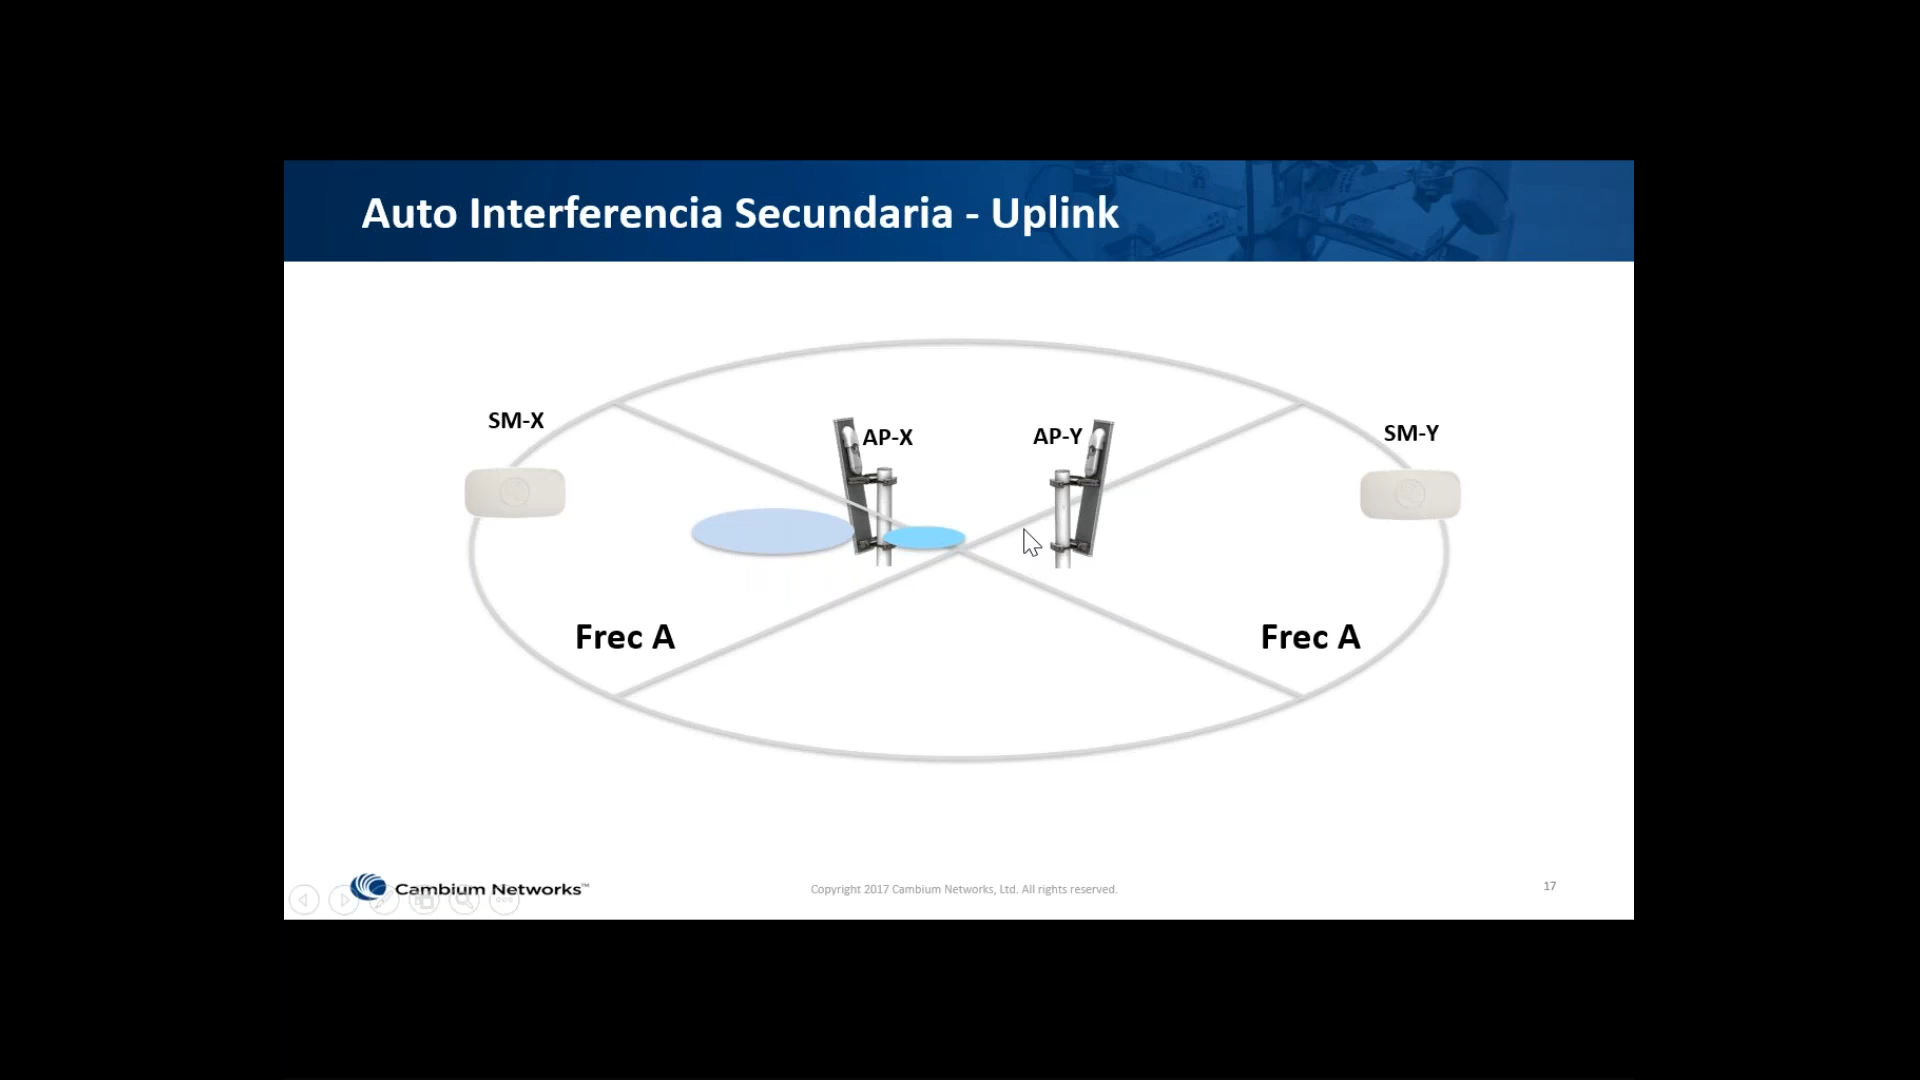 Auto Interferencia Secundaria - Uplink
SM-X
AP-X
AP-Y
SM-Y
Frec A
Frec A
Cambium Networks™
Copyright 2017 Cambium Networks, Ltd. All rights reserved.
17